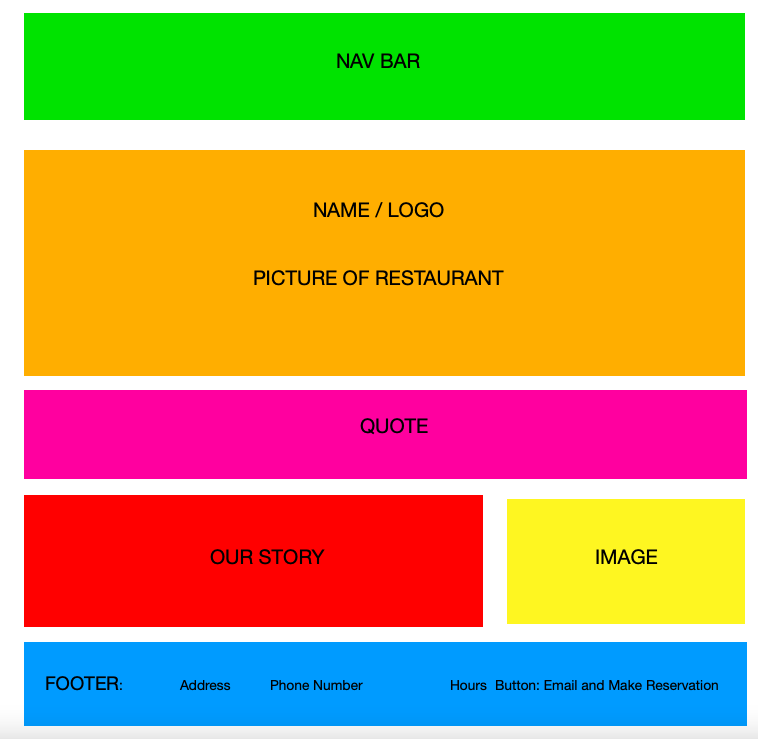 NAV BAR
NAME / LOGO
PICTURE OF RESTAURANT
QUOTE
OUR STORY
IMAGE
FOOTER: Address Phone Number Hours Button: Email and Make Reservation